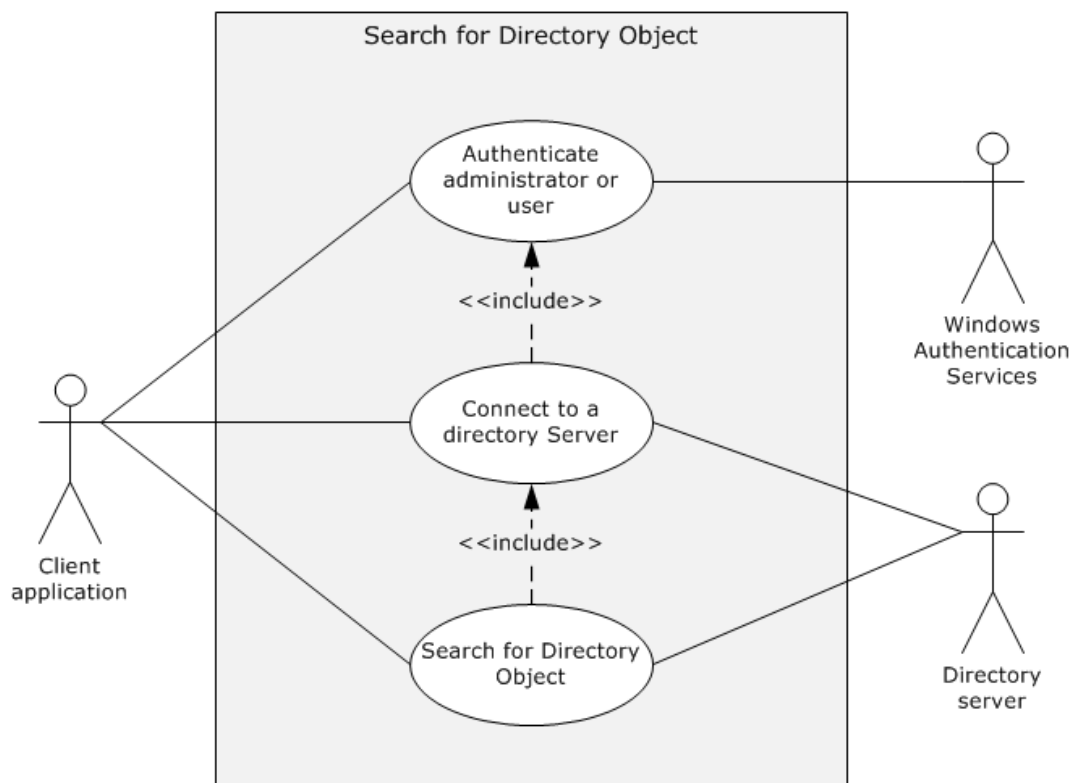 Search for Directory Object
Authenticate
administrator or
user
<<include>>
Windows
Authentication
Services
Connect to a
directory Server
<<include>>
Client
application
Search for Directory
Object
Directory
server